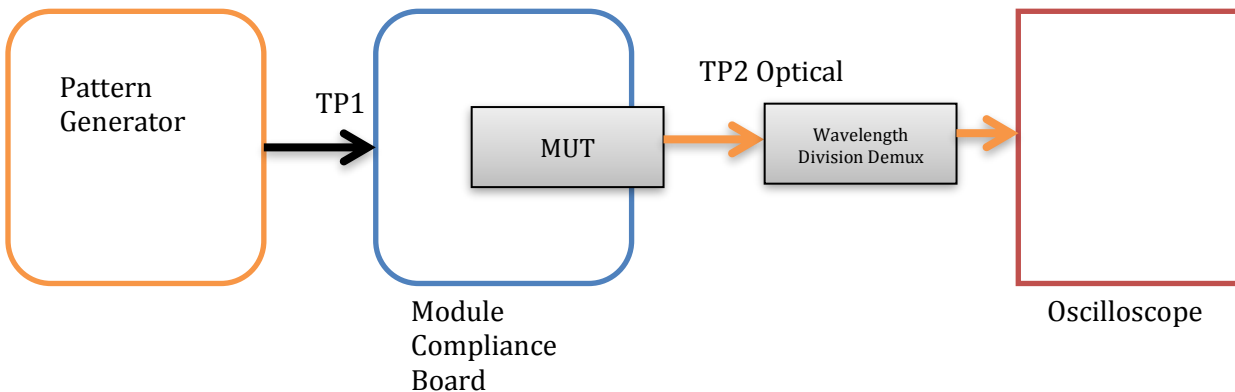 Pattern
Generator
TP1
MUT
TP2 Optical
Wavelength
Division Demux
Module
Compliance
Board
Oscilloscope